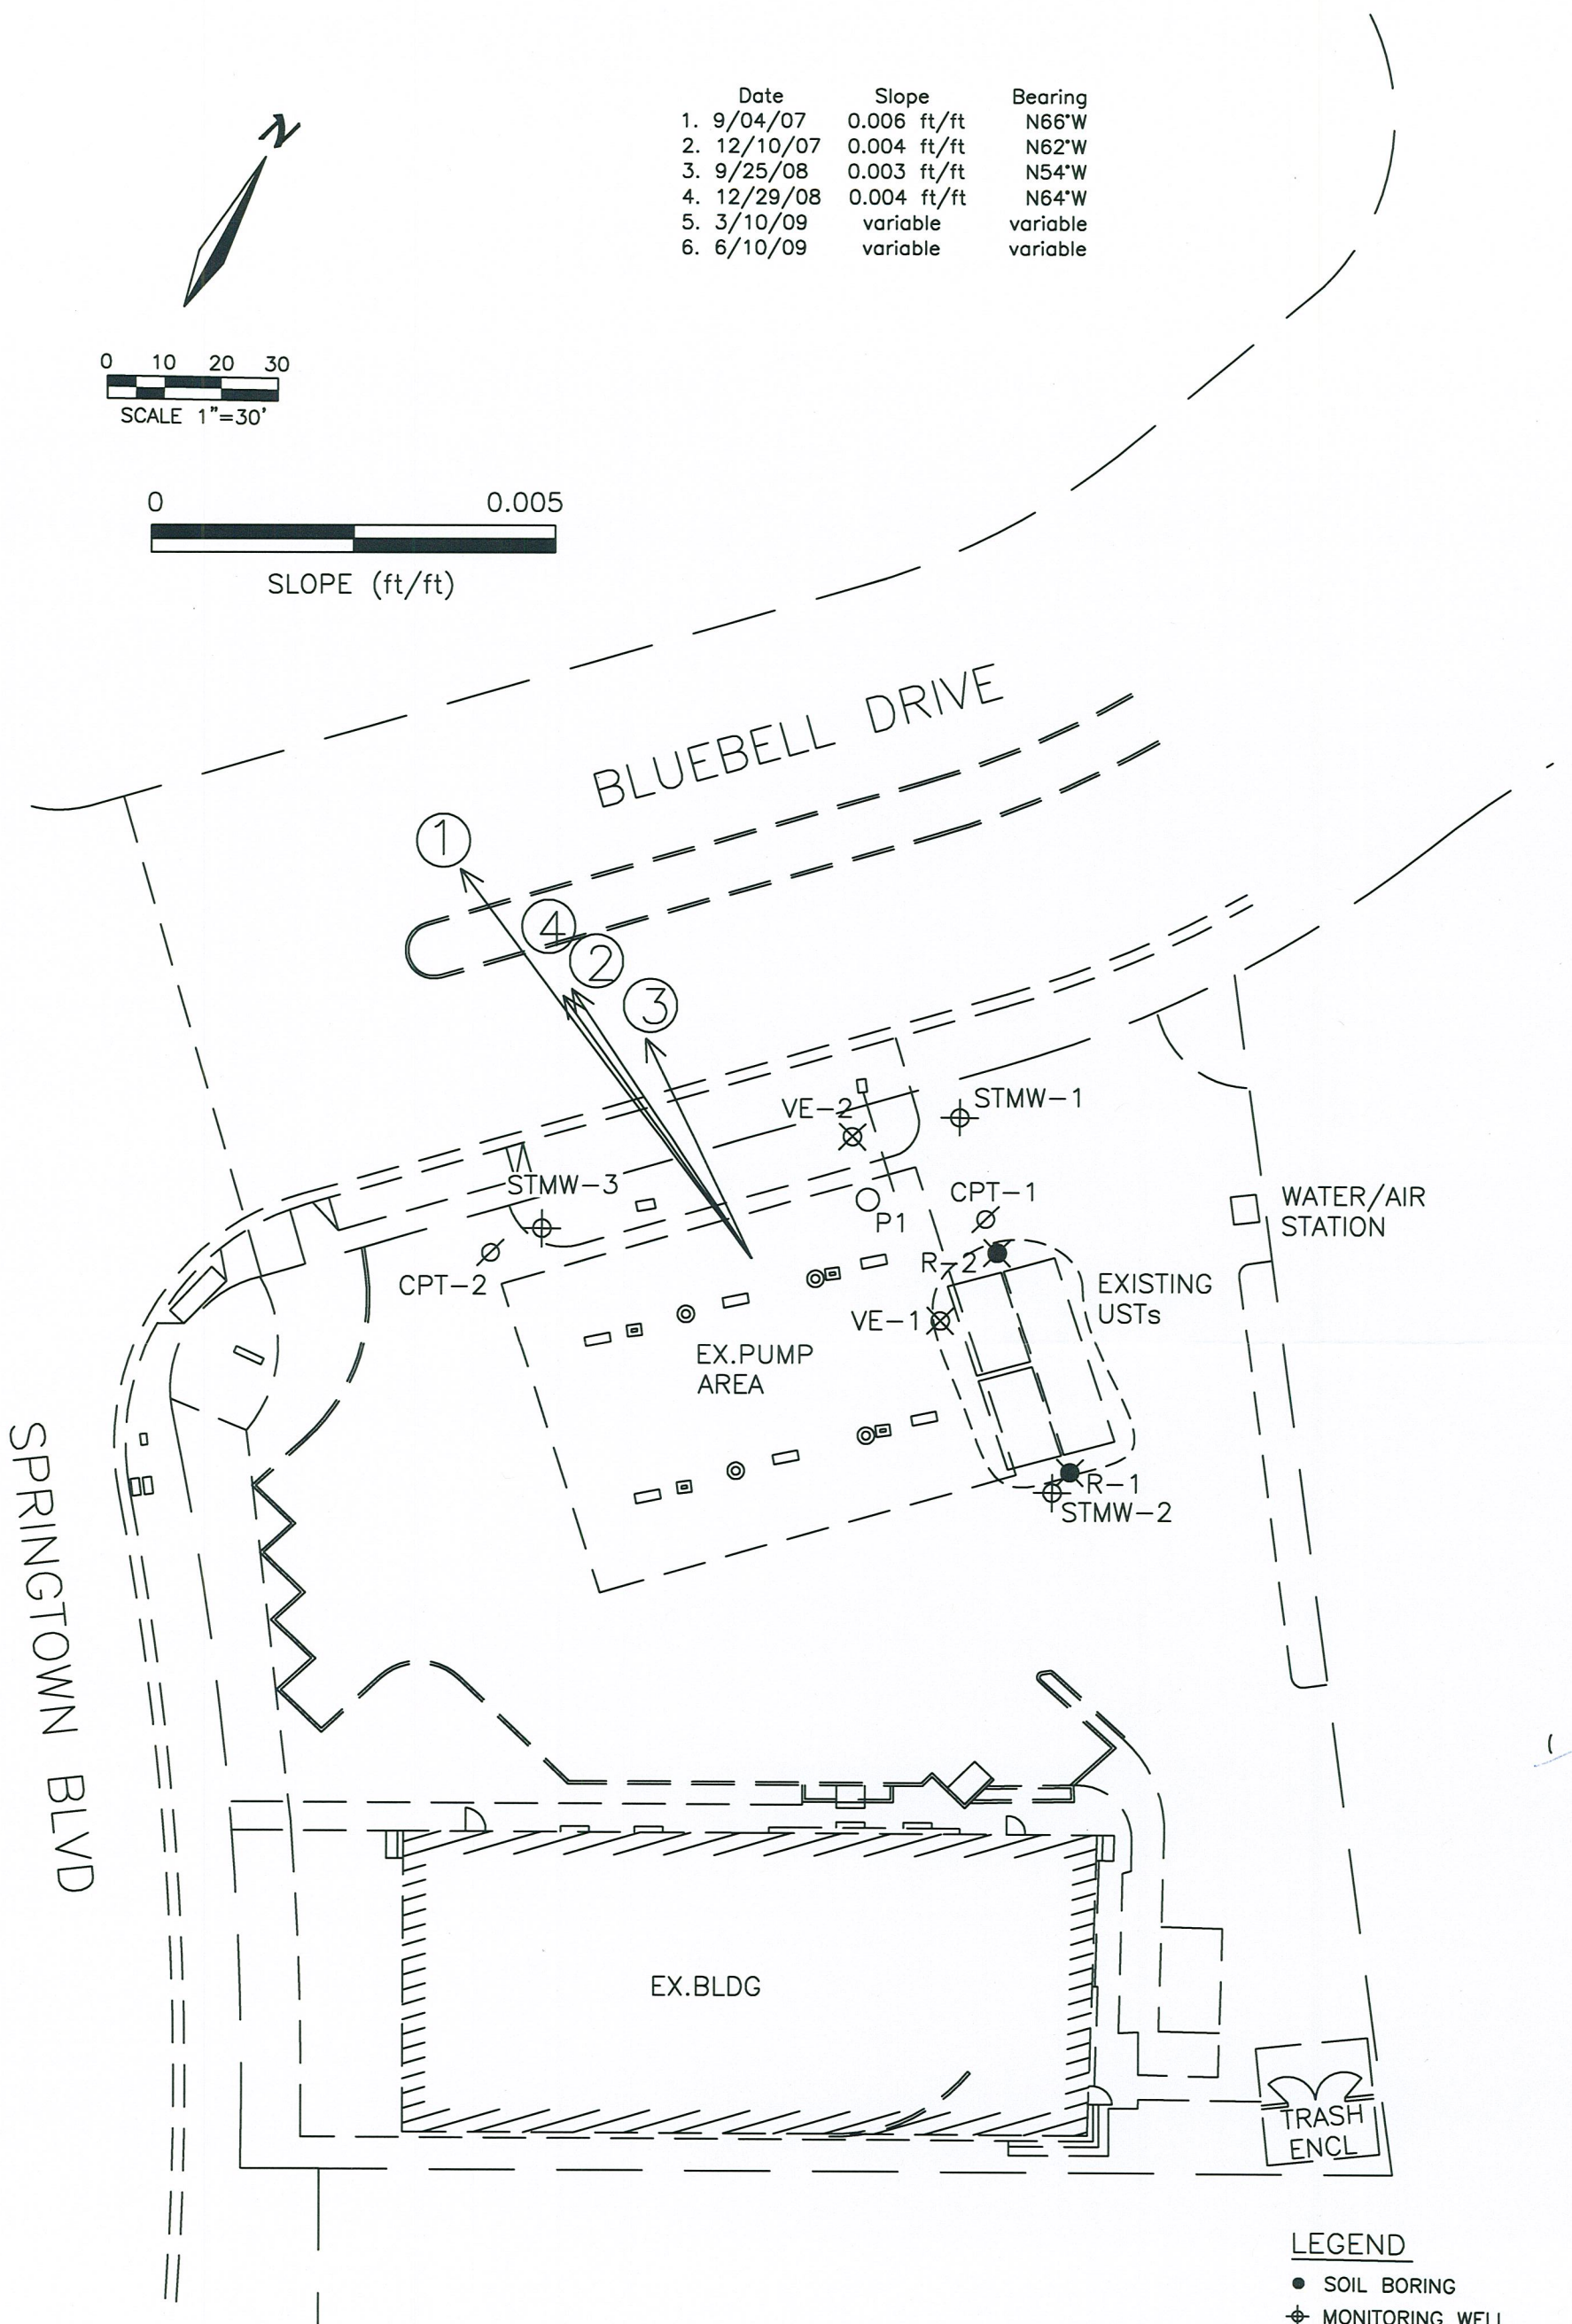 N
Date Slope Bearing
1. 9/04/07 0.006 ft/ft N66°W
2. 12/10/07 0.004 ft/ft N62°W
3. 9/25/08 0.003 ft/ft N54°W
4. 12/29/08 0.004 ft/ft N64°W
5. 3/10/09 variable variable
6. 6/10/09 variable variable
0 10 20 30
SCALE 1"=30'
0 0.005
SLOPE (ft/ft)
BLUEBELL DRIVE
1
4
2
3
VE-2
STMW-1
STMW-3
CPT-1
P1
WATER/AIR
STATION
CPT-2
R-2
EXISTING
USTs
VE-1
EX.PUMP
AREA
R-1
STMW-2
SPRINGTOWN BLVD
EX.BLDG
TRASH
ENCL
LEGEND
SOIL BORING
MONITORING WELL